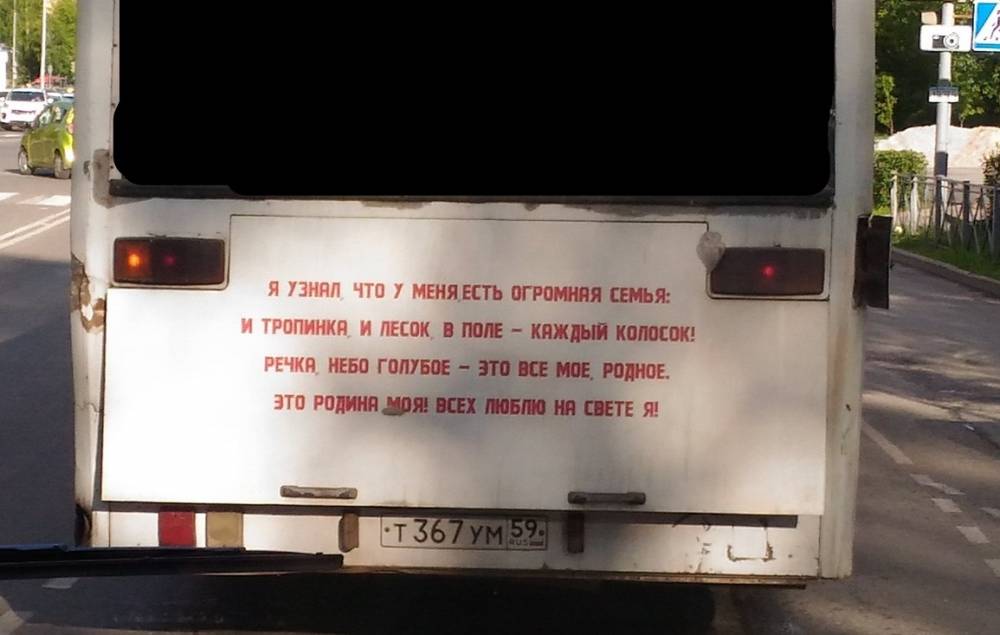 Я УЗНАЛ, ЧТО У МЕНЯ,ЕСТЬ ОГРОМНАЯ СЕМЬЯ:
И ТРОПИНКА, И ЛЕСОК, В ПОЛЕ – КАЖДЫЙ КОЛОСОК!
РЕЧКА, НЕБО ГОЛУБОЕ – ЭТО ВСЕ МОЕ, РОДНОЕ.
ЭТО РОДИНА МОЯ! ВСЕХ ЛЮБЛЮ НА СВЕТЕ Я!
Т 367 УМ 59
RUS